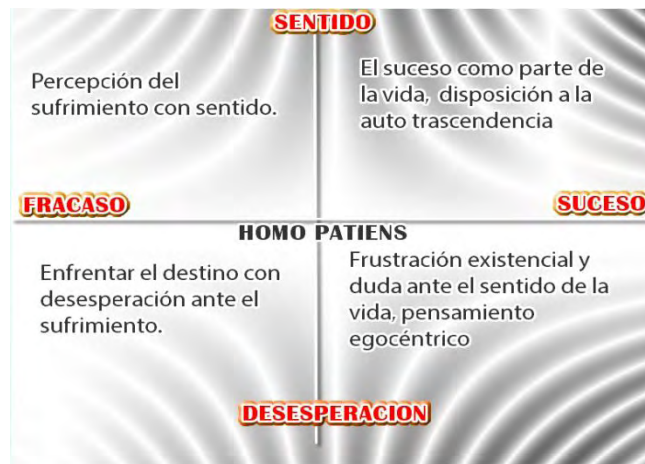 SENTIDO
Percepción del
sufrimiento con sentido.
El suceso como parte de
la vida, disposición a la
auto trascendencia
FRACASO
SUCESO
HOMO PATIENS
Enfrentar el destino con
desesperación ante el
sufrimiento.
Frustración existencial y
duda ante el sentido de la
vida, pensamiento
egocéntrico
DESESPERACION